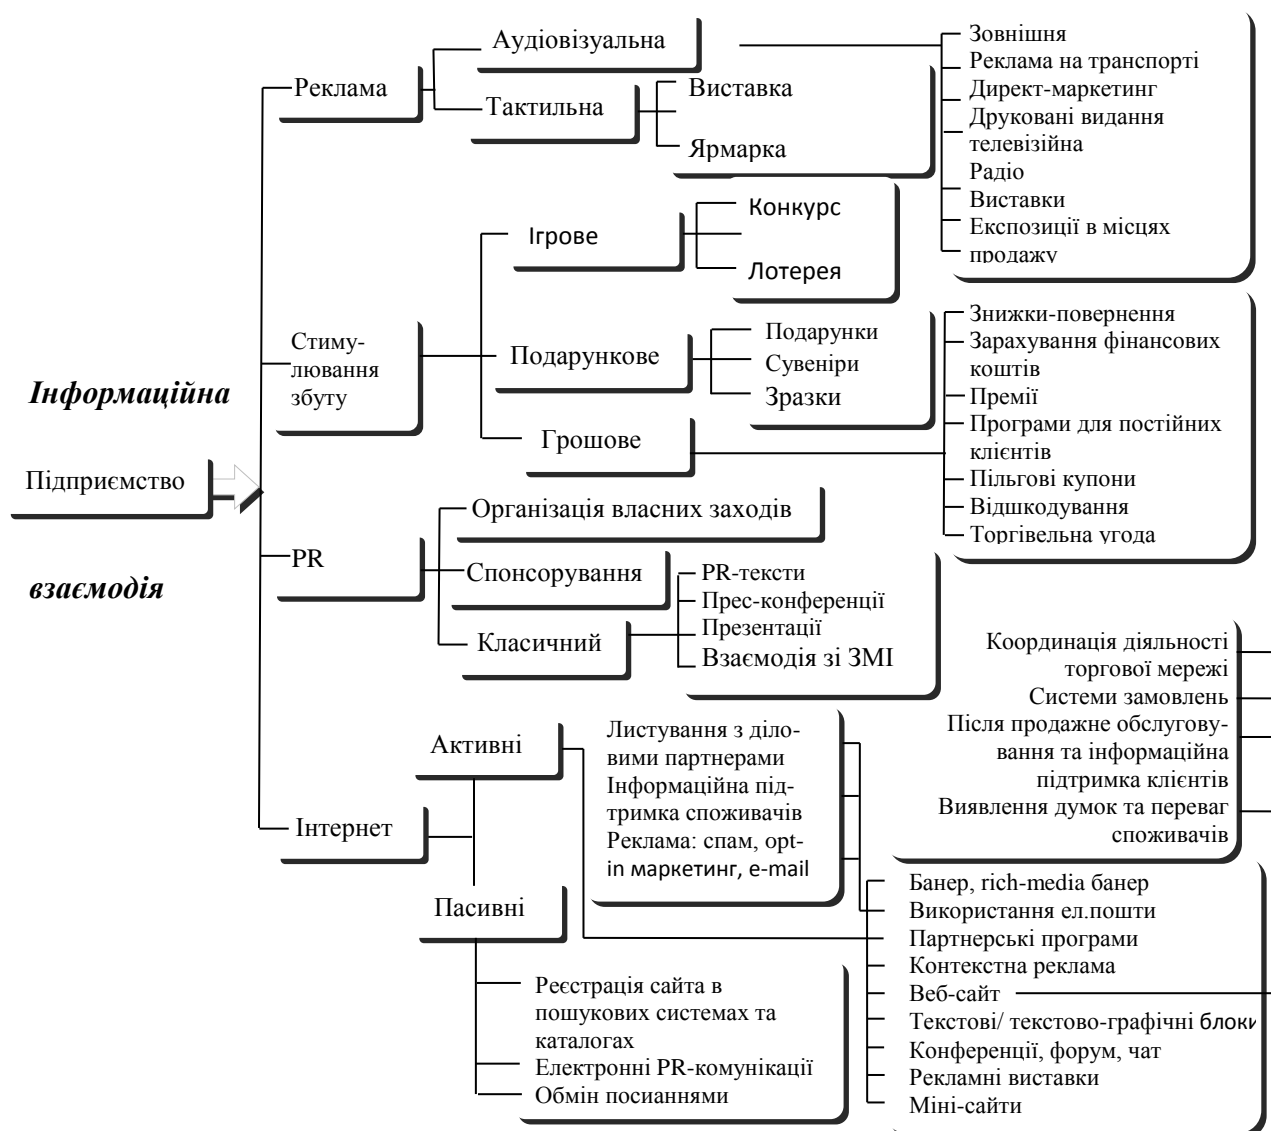 Аудіовізуальна
Зовнішня
Реклама на транспорті
Директ-маркетинг
Друковані видання
телевізійна
Радіо
Виставки
Експозиції в місцях
продажу
Реклама
Тактильна
Виставка
Ярмарка
Ігрове
Конкурс
Лотерея
Стиму-
лювання
збуту
Подарункове
Подарунки
Сувеніри
Зразки
Грошове
Знижки-повернення
Зарахування фінансових
коштів
Премії
Програми для постійних
клієнтів
Пільгові купони
Відшкодування
Торгівельна угода
Інформаційна
Підприємство
взаємодія
PR
Організація власних заходів
Спонсорування
Класичний
PR-тексти
Прес-конференції
Презентації
Взаємодія зі ЗМІ
Координація діяльності
торгової мережі
Системи замовлень
Після продажне обслугову-
вання та інформаційна
підтримка клієнтів
Виявлення думок та переваг
споживачів
Інтернет
Активні
Листування з діло-
вими партнерами
Інформаційна під-
тримка споживачів
Реклама: спам, opt-
in маркетинг, e-mail
Пасивні
Банер, rich-media банер
Використання ел.пошти
Партнерські програми
Контекстна реклама
Веб-сайт
Текстові/ текстово-графічні блоки
Конференції, форум, чат
Рекламні виставки
Міні-сайти
Реєстрація сайта в
пошукових системах та
каталогах
Електронні PR-комунікації
Обмін посианнями